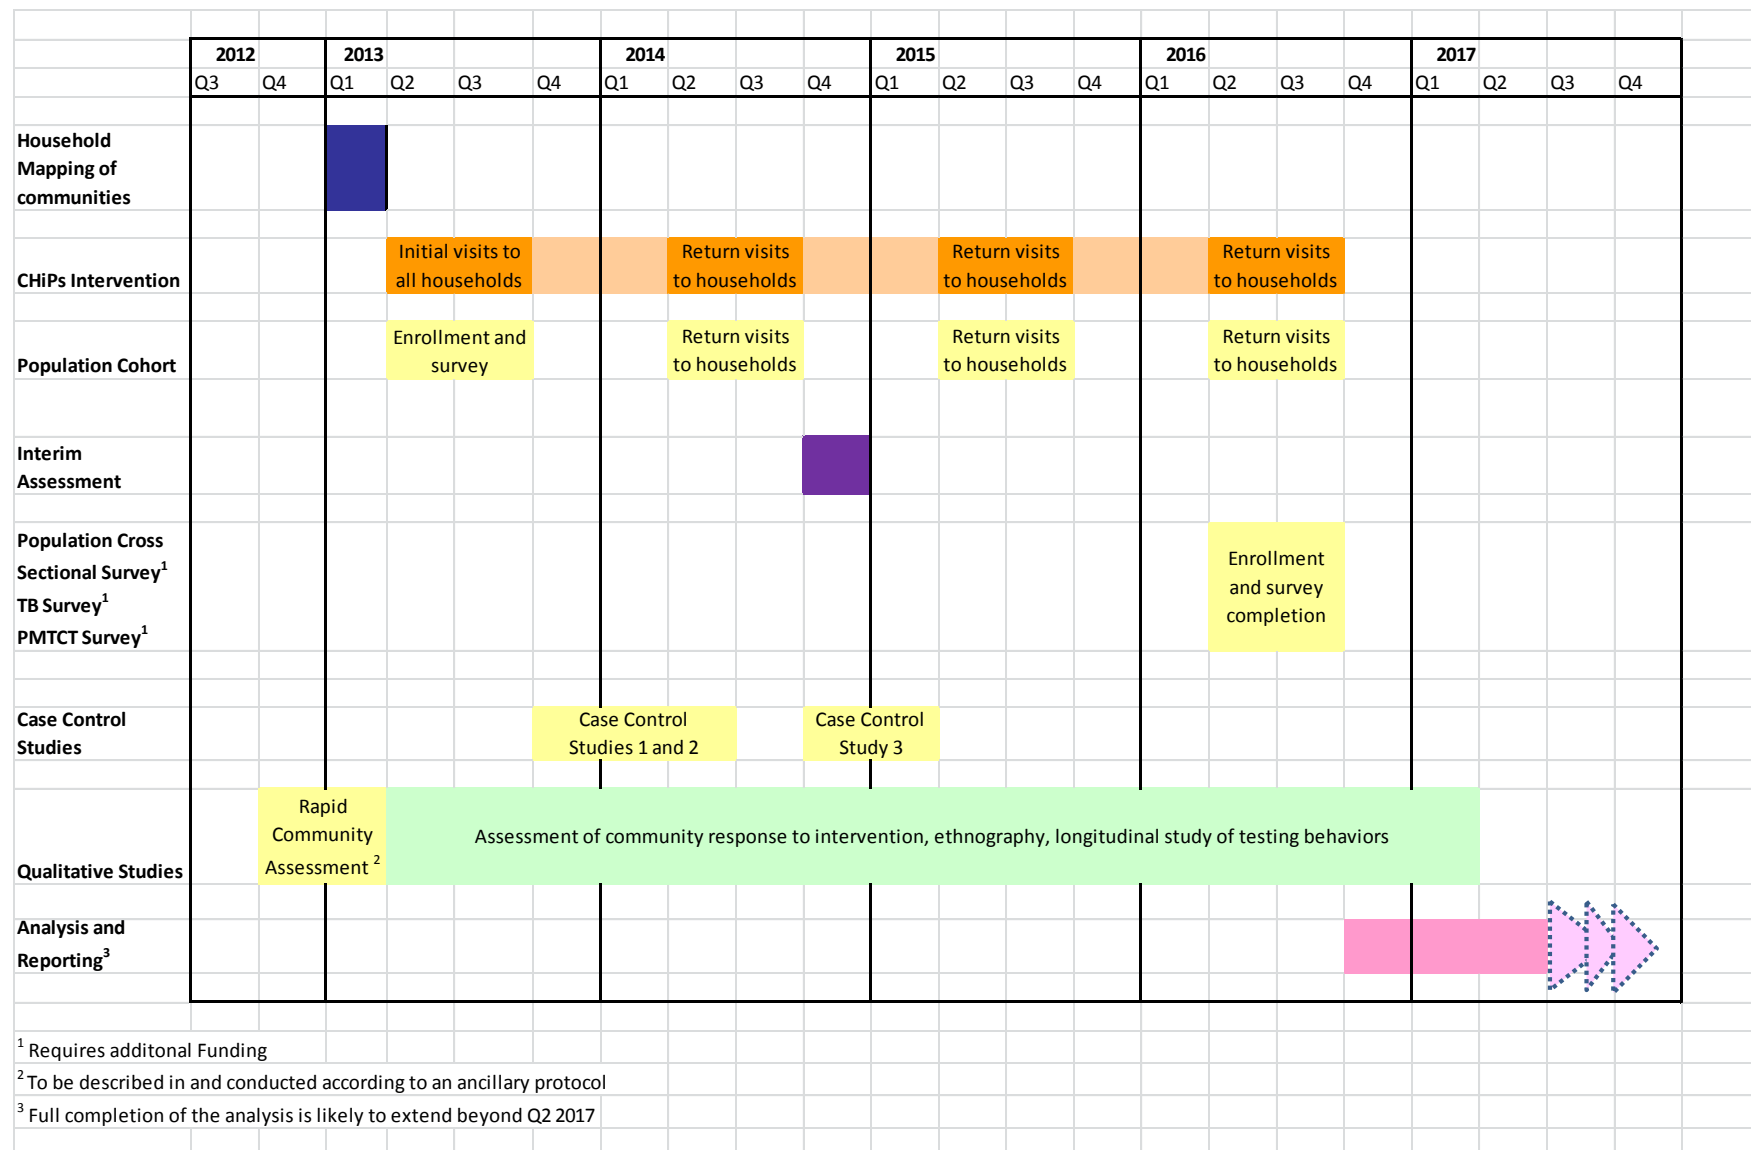 2012 2013 2014 2015 2016 2017
Q3 Q4 Q1 Q2 Q3 Q4 Q1 Q2 Q3 Q4 Q1 Q2 Q3 Q4 Q1 Q2 Q3 Q4 Q1 Q2 Q3 Q4
Household
Mapping of
communities
CHiPs Intervention
Initial visits to
all households
Return visits
to households
Return visits
to households
Return visits
to households
Population Cohort
Enrollment and
survey
Return visits
to households
Return visits
to households
Return visits
to households
Interim
Assessment
Population Cross
Sectional Survey1
TB Survey1
PMTCT Survey1
Enrollment
and survey
completion
Case Control
Studies
Case Control
Studies 1 and 2
Case Control
Study 3
Qualitative Studies
Rapid
Community
Assessment 2
Assessment of community response to intervention, ethnography, longitudinal study of testing behaviors
Analysis and
Reporting3
1 Requires additonal Funding
2 To be described in and conducted according to an ancillary protocol
3 Full completion of the analysis is likely to extend beyond Q2 2017